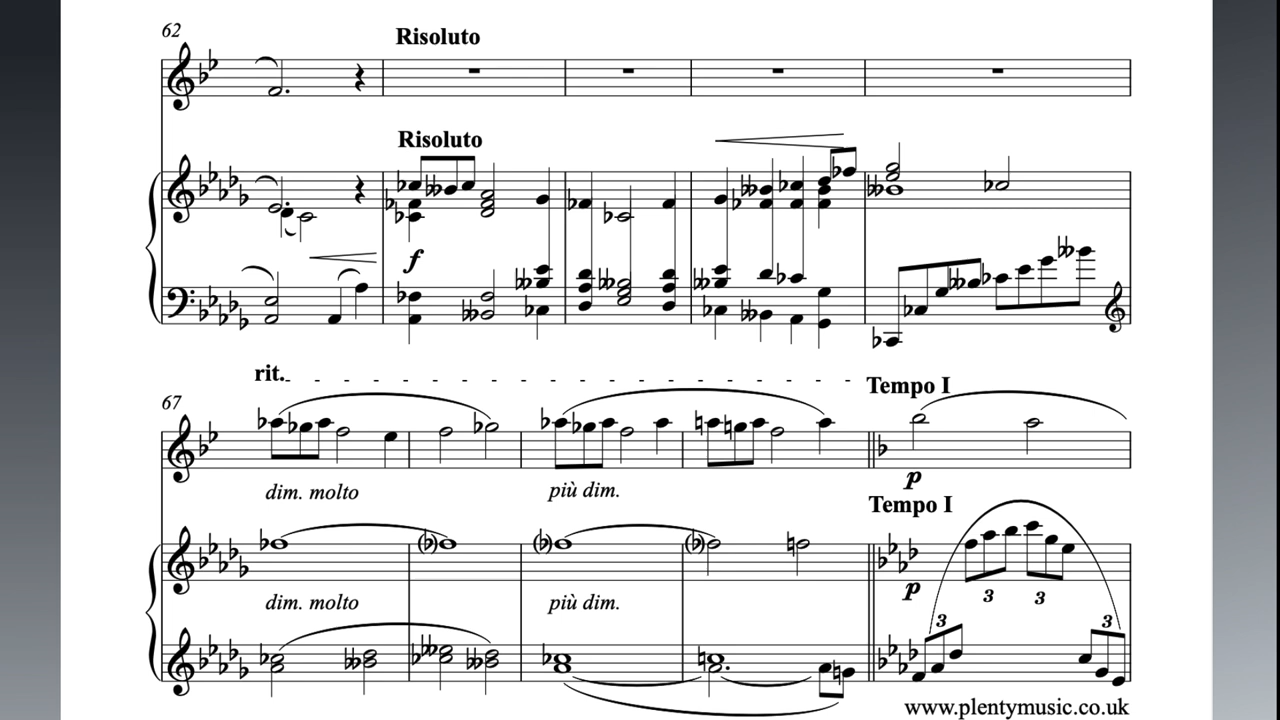 62
Risoluto
Risoluto
f
rit.
67
Tempo I
dim. molto
più dim.
p
Tempo I
p
3
3
dim. molto
più dim.
3
3
www.plentymusic.co.uk